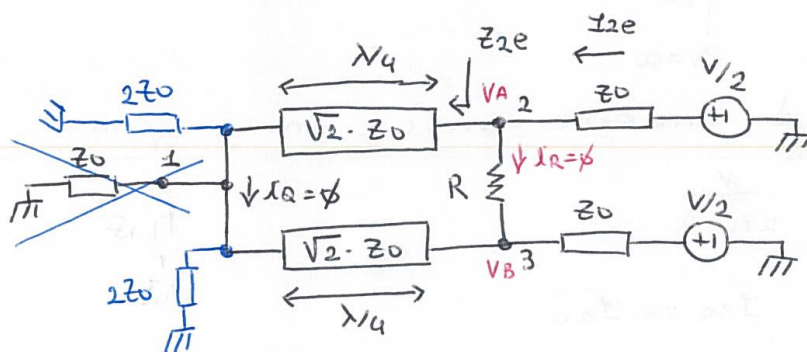 Z2e
I2e
λ/4
2Z0
√2 · Z0
VA 2
Z0
V/2
+1
Z0
1
iQ = ϕ
R
iR = ϕ
2Z0
√2 · Z0
VB 3
Z0
V/2
+1
λ/4